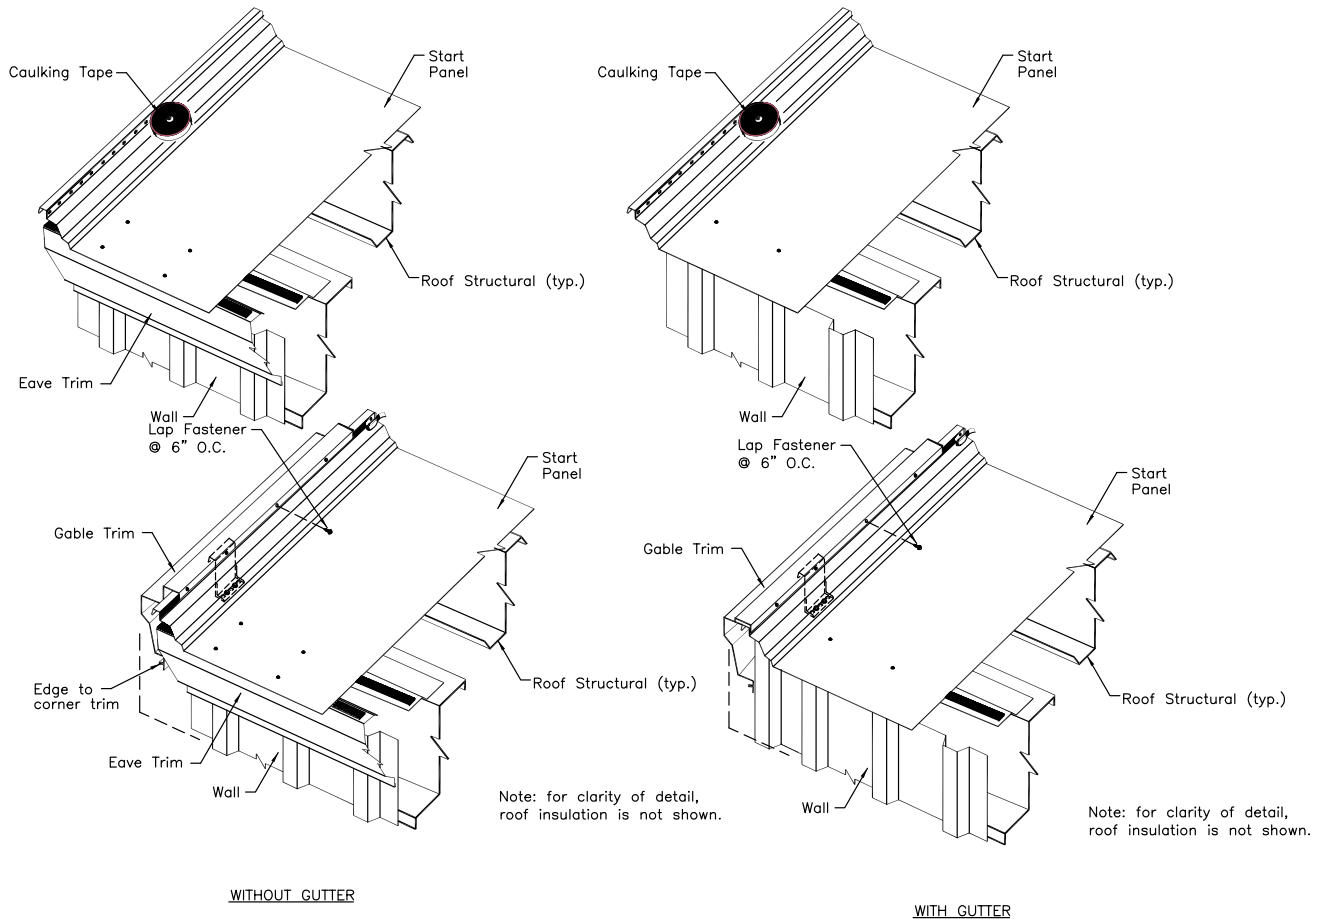 Start
Panel
Caulking Tape
Roof Structural (typ.)
Eave Trim
Wall
Start
Panel
Caulking Tape
Roof Structural (typ.)
Wall
Lap Fastener
@ 6" O.C.
Start
Panel
Gable Trim
Roof Structural (typ.)
Edge to
corner trim
Eave Trim
Wall
Note: for clarity of detail,
roof insulation is not shown.
WITHOUT GUTTER
Lap Fastener
@ 6" O.C.
Start
Panel
Gable Trim
Roof Structural (typ.)
Wall
Note: for clarity of detail,
roof insulation is not shown.
WITH GUTTER